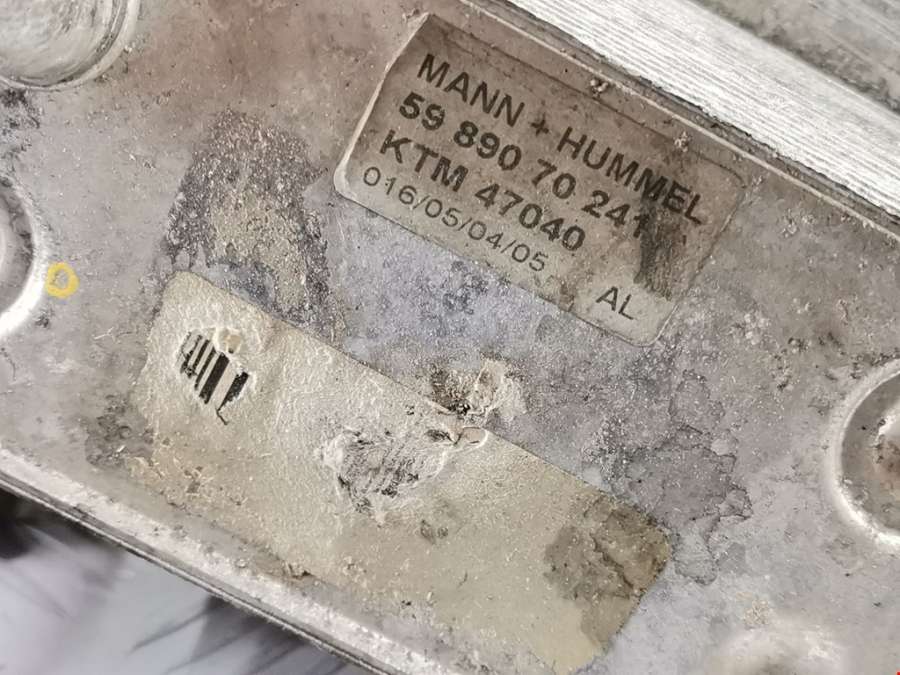 MANN + HUMMEL
59 890 70 241
KTM 47040
016/05/04/05
AL